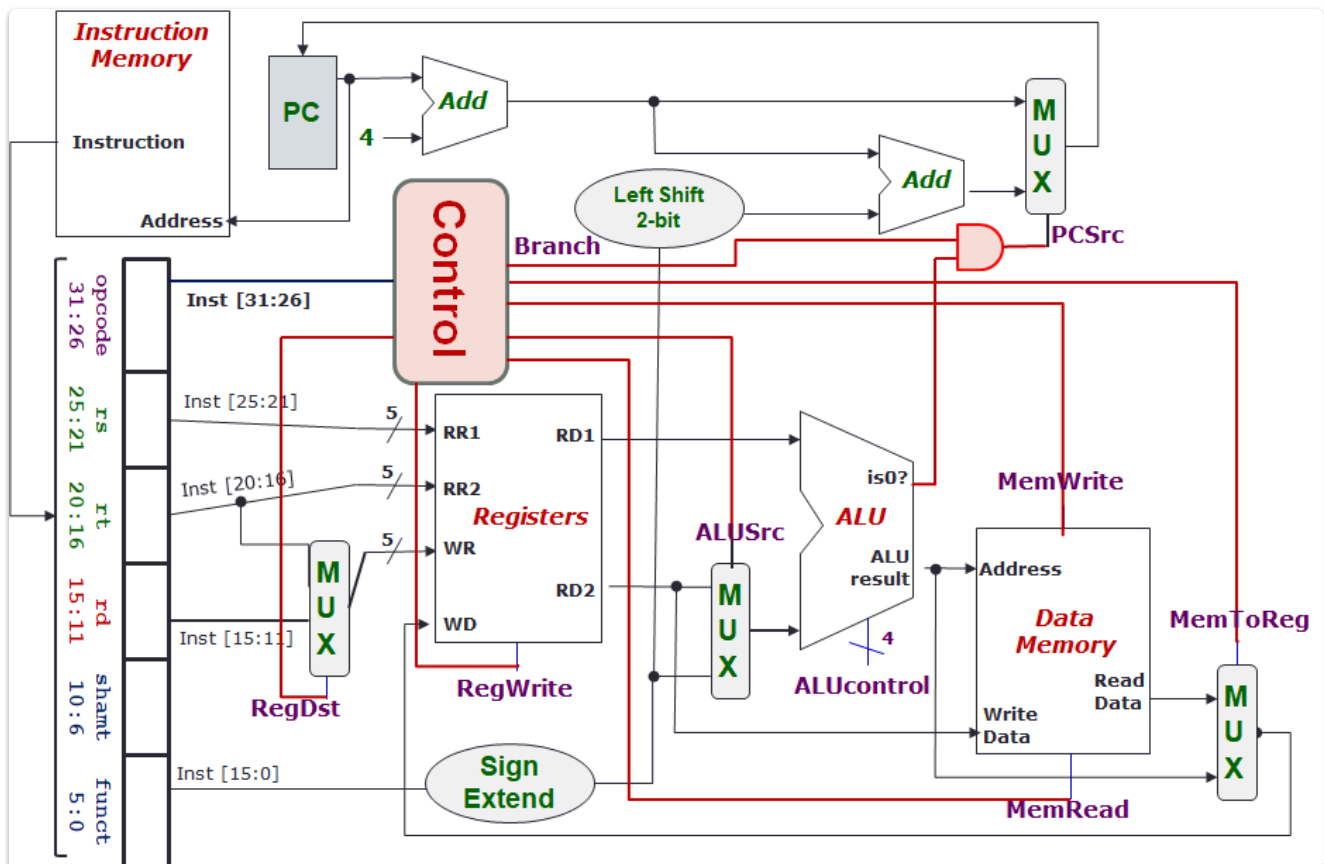 Instruction
Memory
Instruction
Address
PC
4
Add
Add
M
U
X
Left Shift
2-bit
Control
Branch
PCSrc
opcode
31:26
rs
25:21
rt
20:16
rd
15:11
shamt
10:6
funct
5:0
Inst [31:26]
Inst [25:21]
5
Inst [20:16]
5
5
Inst [15:11]
M
U
X
RegDst
RR1
RR2
WR
WD
Registers
RD1
RD2
RegWrite
Inst [15:0]
Sign
Extend
ALUSrc
M
U
X
is0?
ALU
ALU
result
4
ALUcontrol
MemWrite
Address
Data
Memory
Read
Data
Write
Data
MemRead
MemToReg
M
U
X